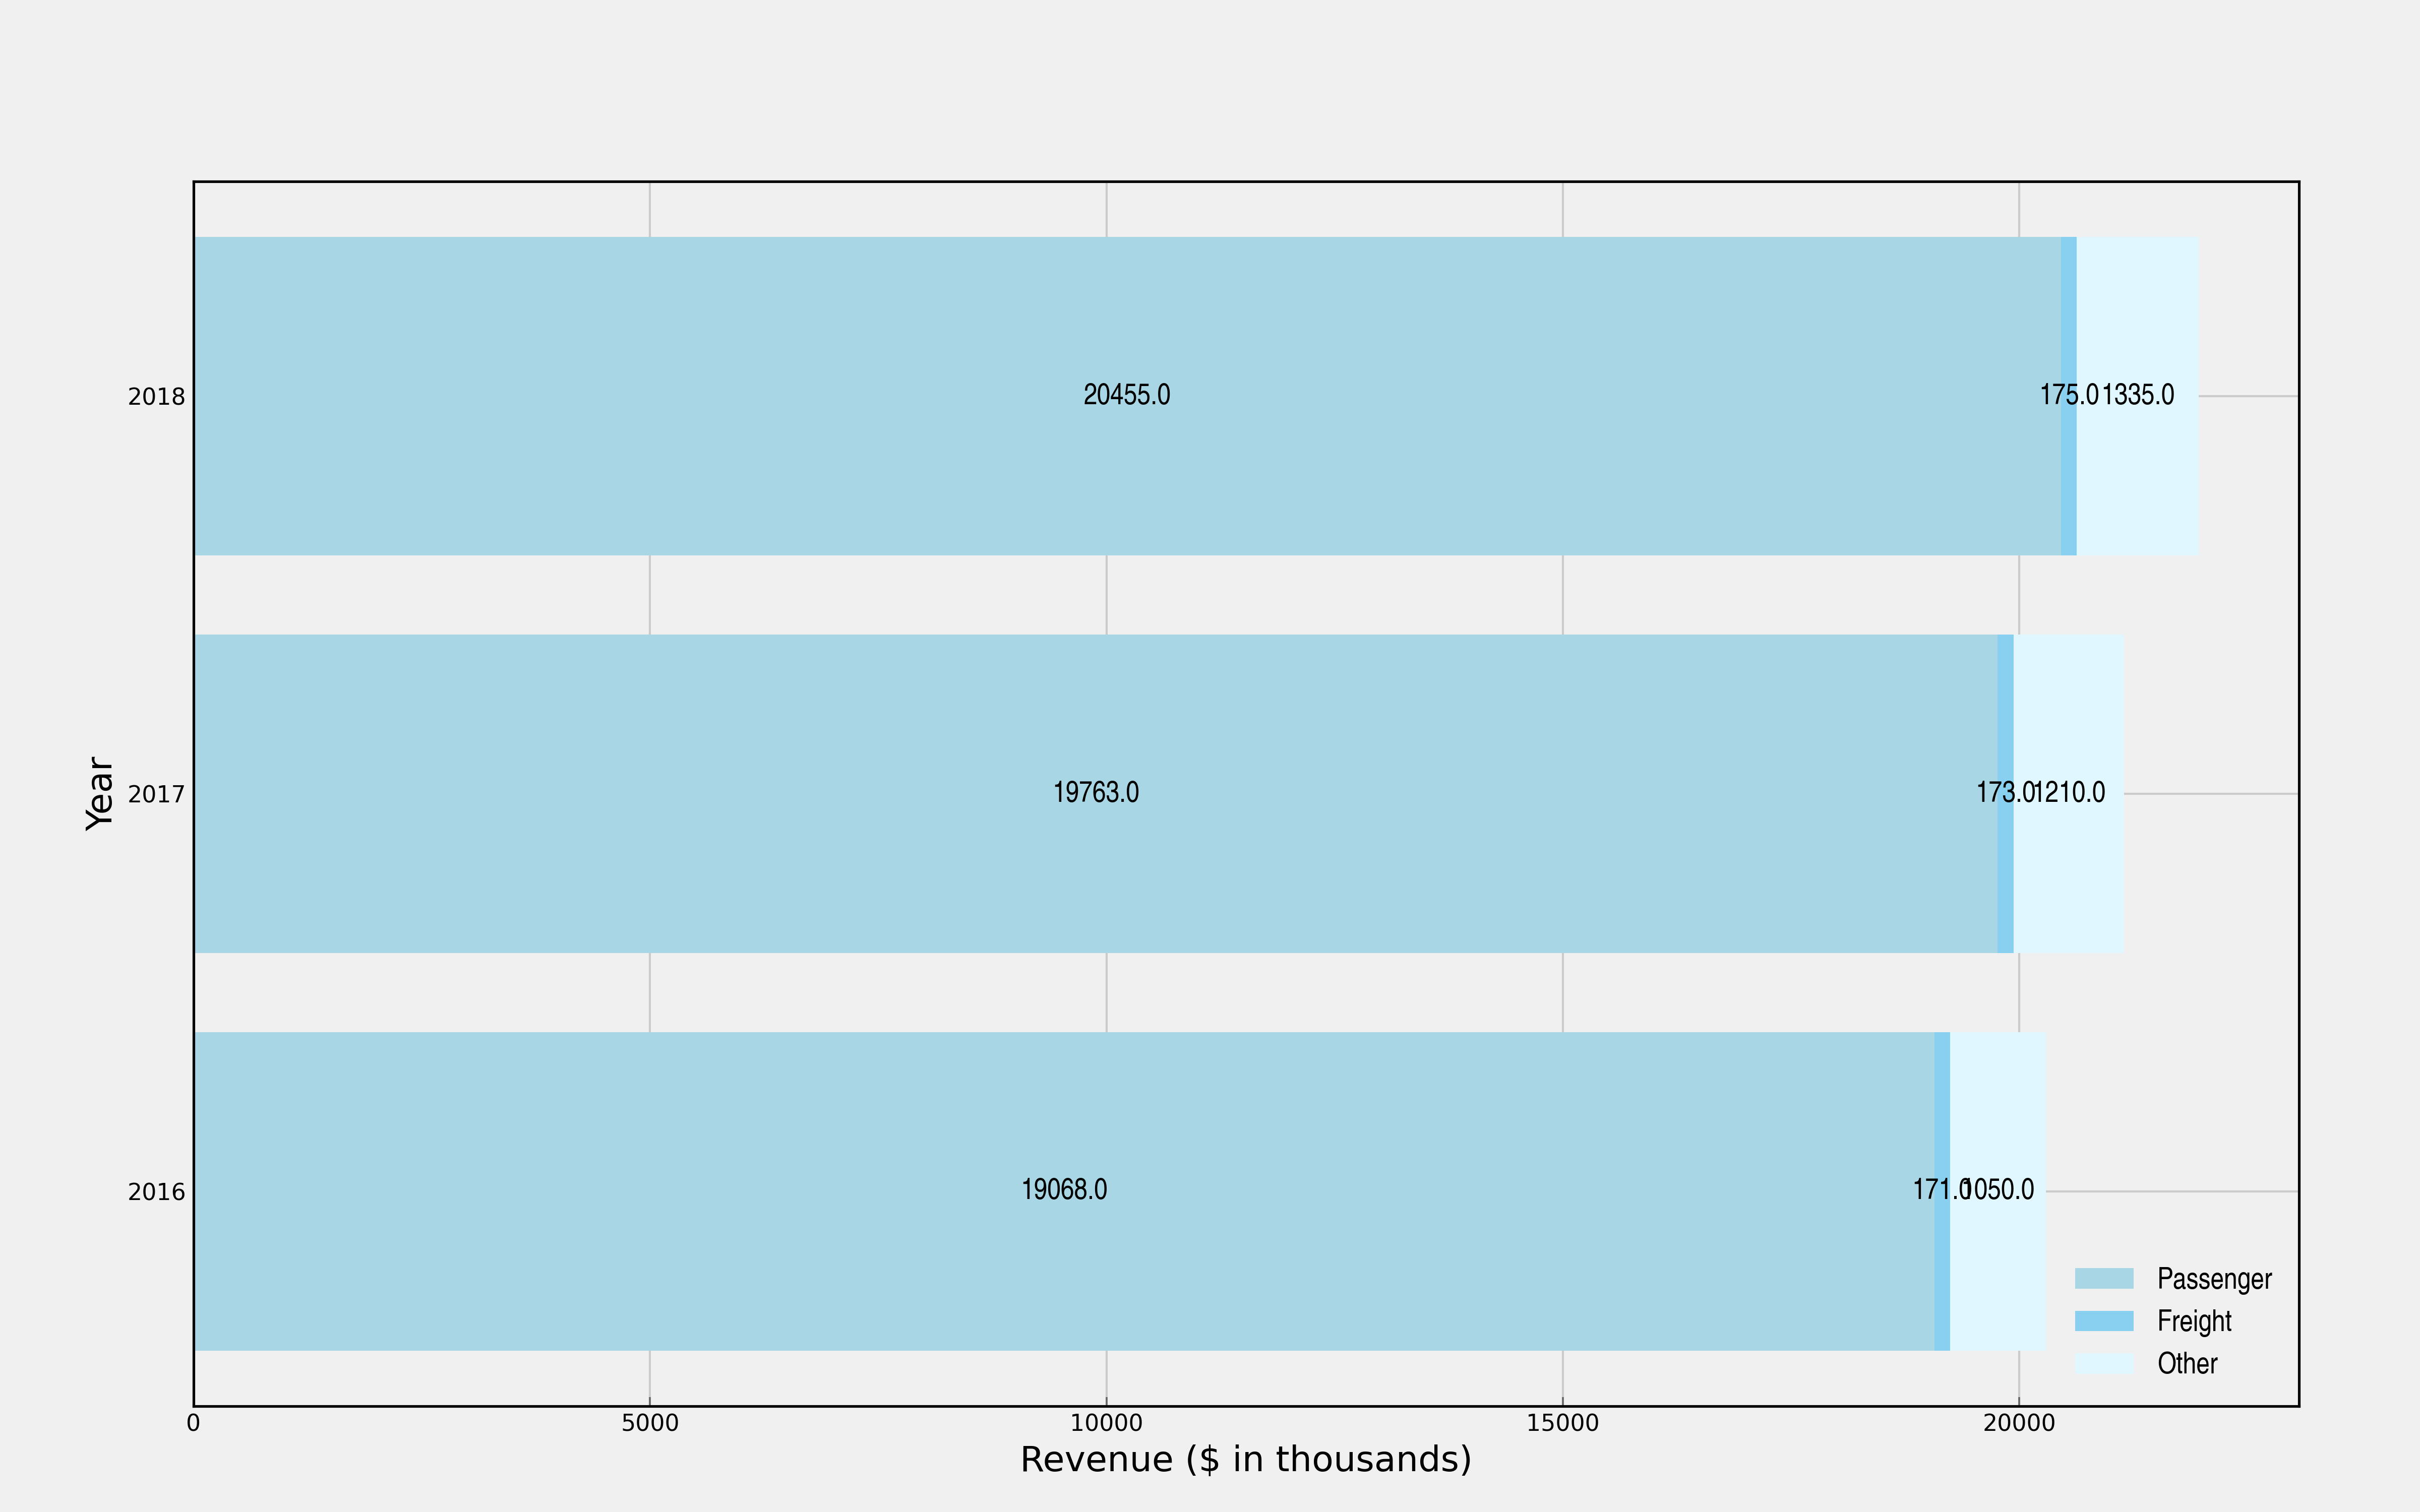 2018
20455.0
175.0
1335.0
2017
19763.0
173.0
1210.0
2016
19068.0
171.0
1050.0
Year
Passenger
Freight
Other
0 5000 10000 15000 20000
Revenue ($ in thousands)